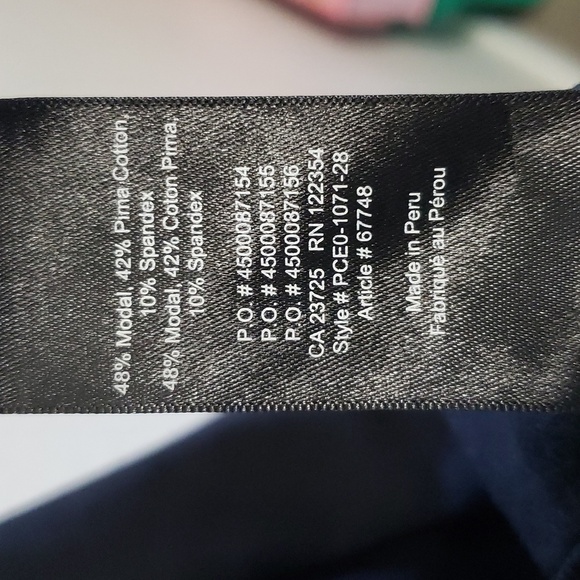 48% Modal, 42% Pima Cotton,
10% Spandex
48% Modal, 42% Coton Pima.
10% Spandex
P.O. # 4500087154
P.O. # 4500087155
P.O. # 4500087156
CA 23725 RN 122354
Style # PCE0-1071-28
Article # 67748
Made in Peru
Fabriqué au Pérou